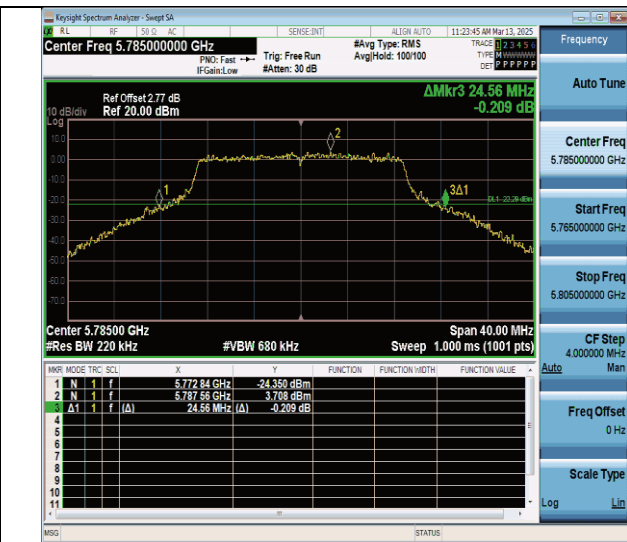 Keysight Spectrum Analyzer - Swept SA
RL RF 50 Ω AC SENSE:INT ALIGN AUTO 11:23:45 AM Mar 13, 2025
Center Freq 5.785000000 GHz
#Avg Type: RMS
TRACE 1 2 3 4 5 6
PNO: Fast
Trig: Free Run
Avg|Hold: 100/100
TYPE M WWWWW
IFGain:Low
#Atten: 30 dB
DET P P P P P P
Ref Offset 2.77 dB
ΔMkr3 24.56 MHz
10 dB/div
Ref 20.00 dBm
-0.209 dB
Log
10.0
0.00
-10.0
-20.0
-30.0
-40.0
-50.0
-60.0
-70.0
1
2
3Δ1
Center 5.78500 GHz
Span 40.00 MHz
#Res BW 220 kHz
#VBW 680 kHz
Sweep 1.000 ms (1001 pts)
MKR MODE TRC SCL X Y FUNCTION FUNCTION WIDTH FUNCTION VALUE
1 N 1 f 5.772 84 GHz -24.350 dBm
2 N 1 f 5.787 56 GHz 3.708 dBm
3 Δ1 1 f (Δ) 24.56 MHz (Δ) -0.209 dB
4
5
6
7
8
9
10
11
MSG
STATUS
Frequency
Auto Tune
Center Freq
5.785000000 GHz
Start Freq
5.765000000 GHz
Stop Freq
5.805000000 GHz
CF Step
4.000000 MHz
Auto Man
Freq Offset
0 Hz
Scale Type
Log Lin